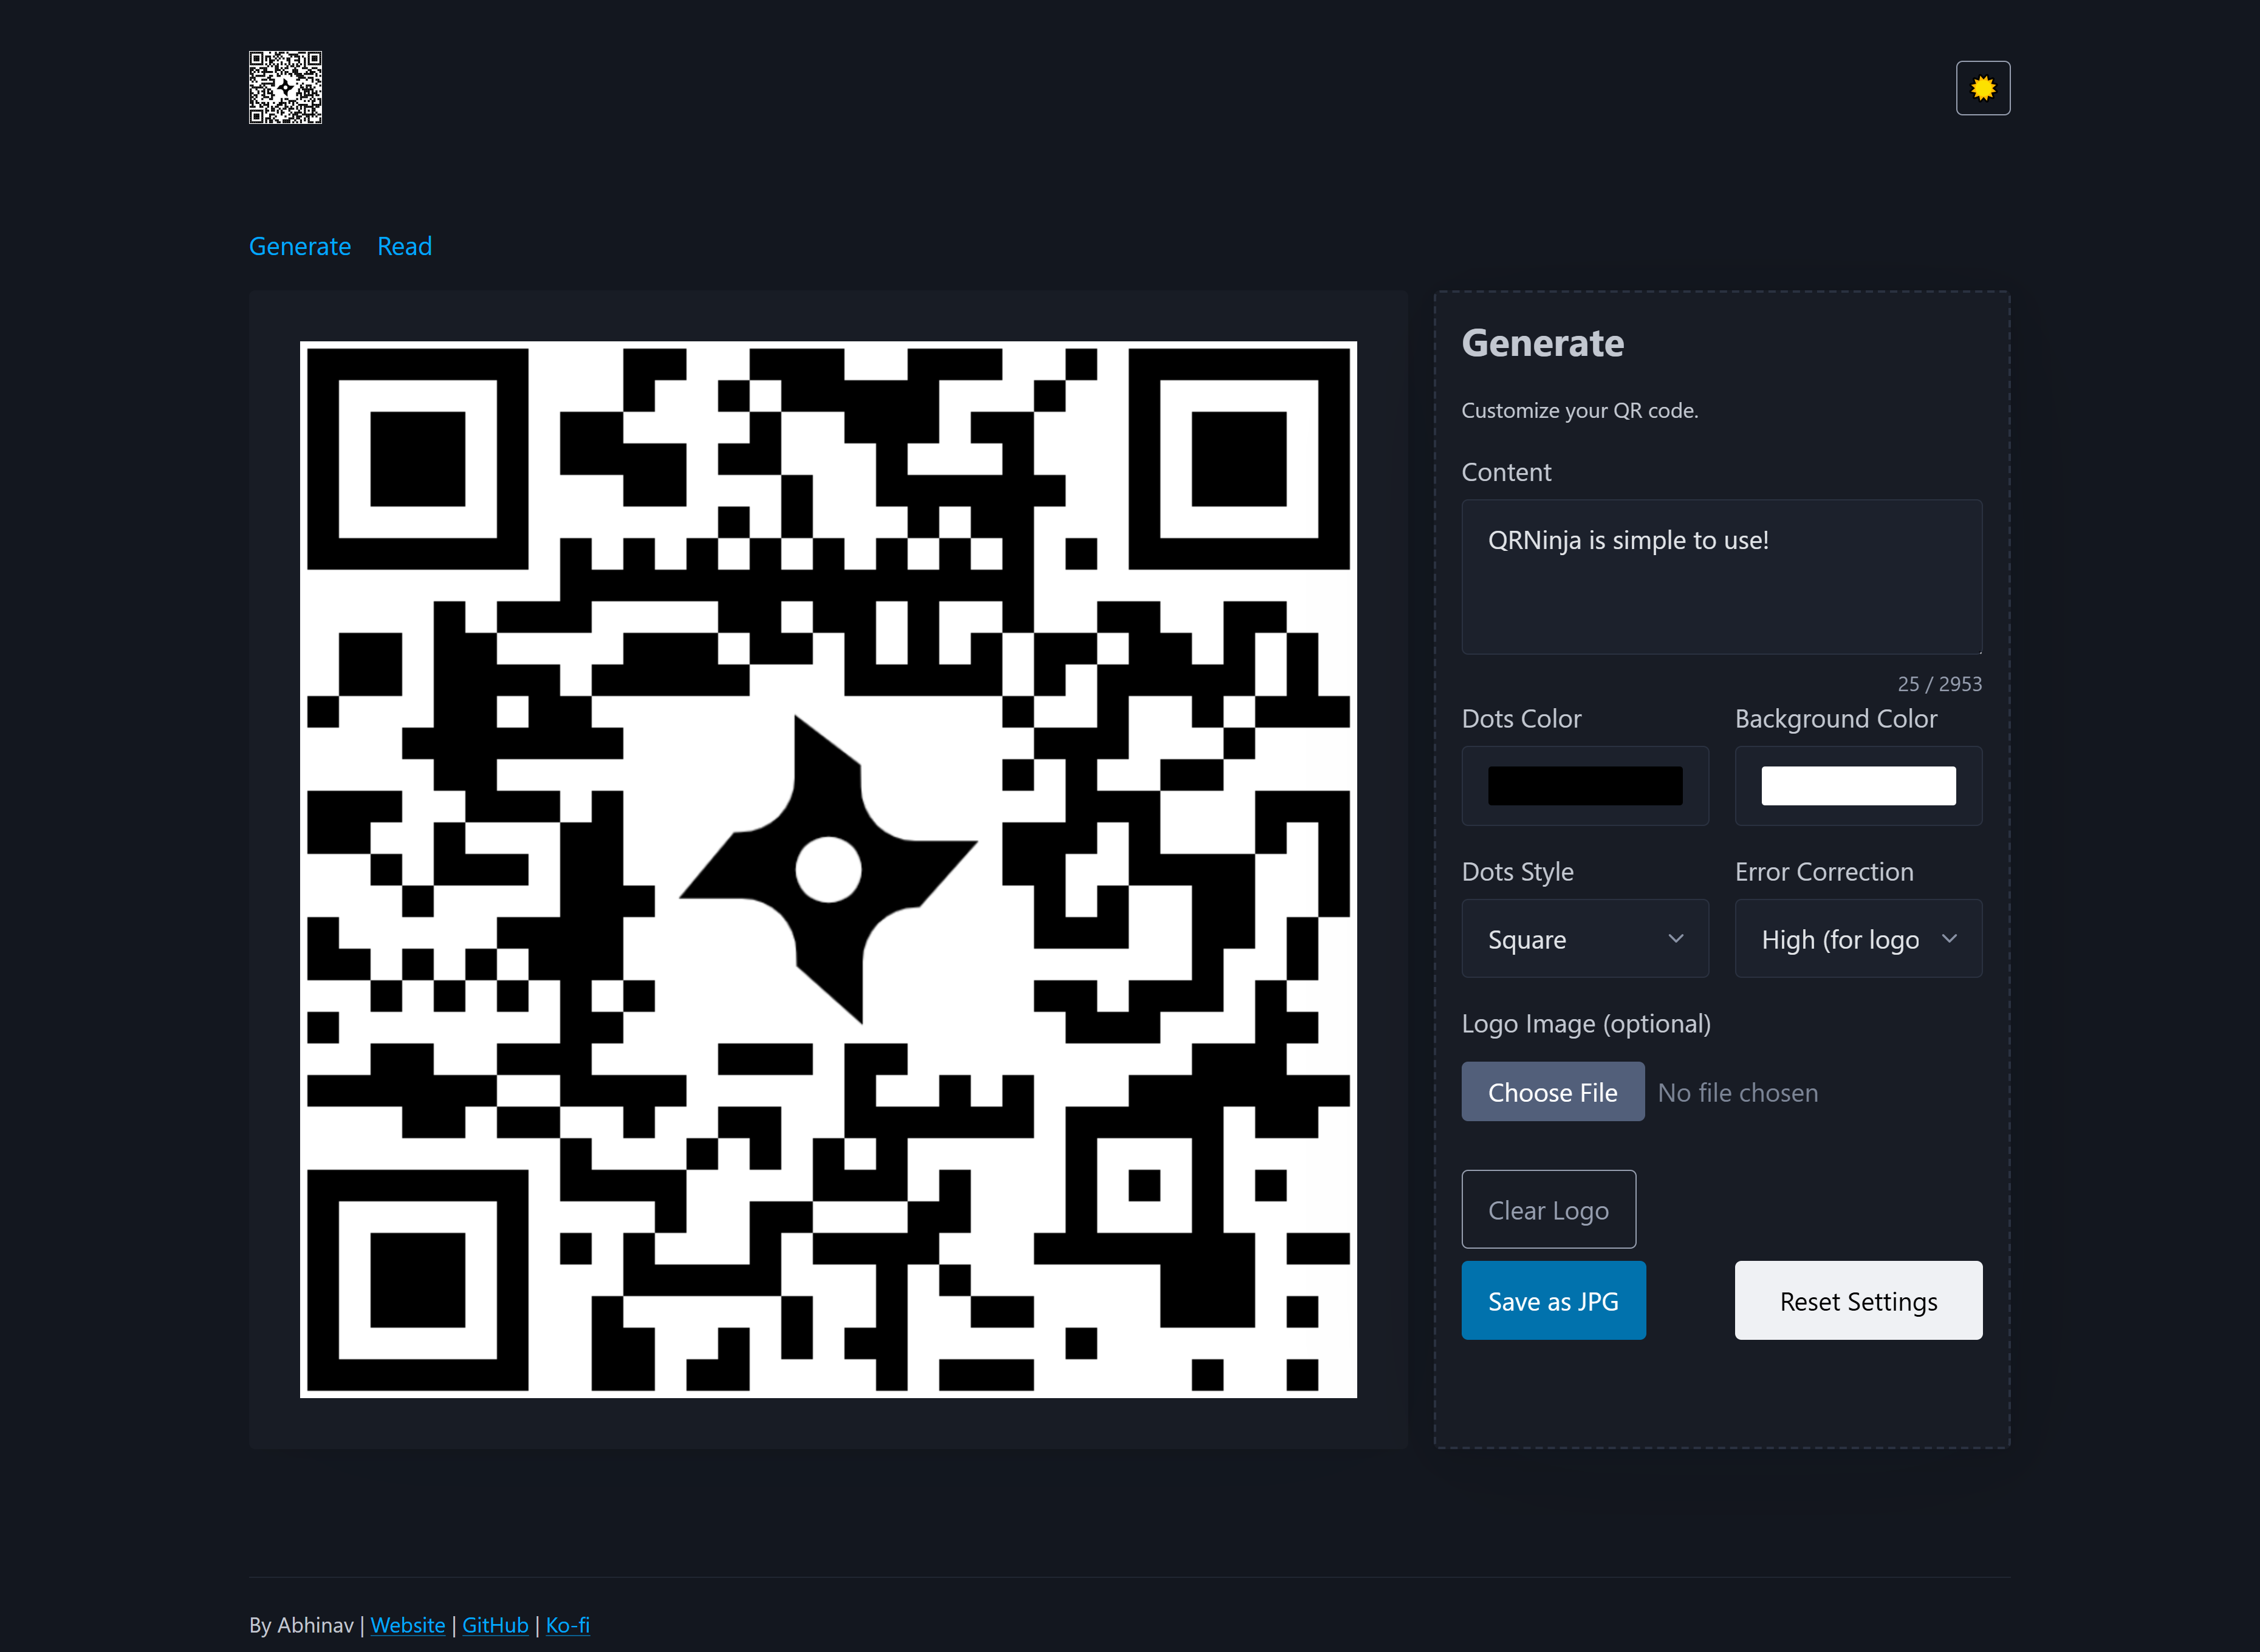 Generate Read
Generate
Customize your QR code.
Content
QRNinja is simple to use!
25 / 2953
Dots Color Background Color
Dots Style Error Correction
Square High (for logo
Logo Image (optional)
Choose File No file chosen
Clear Logo
Save as JPG Reset Settings
By Abhinav | Website | GitHub | Ko-fi